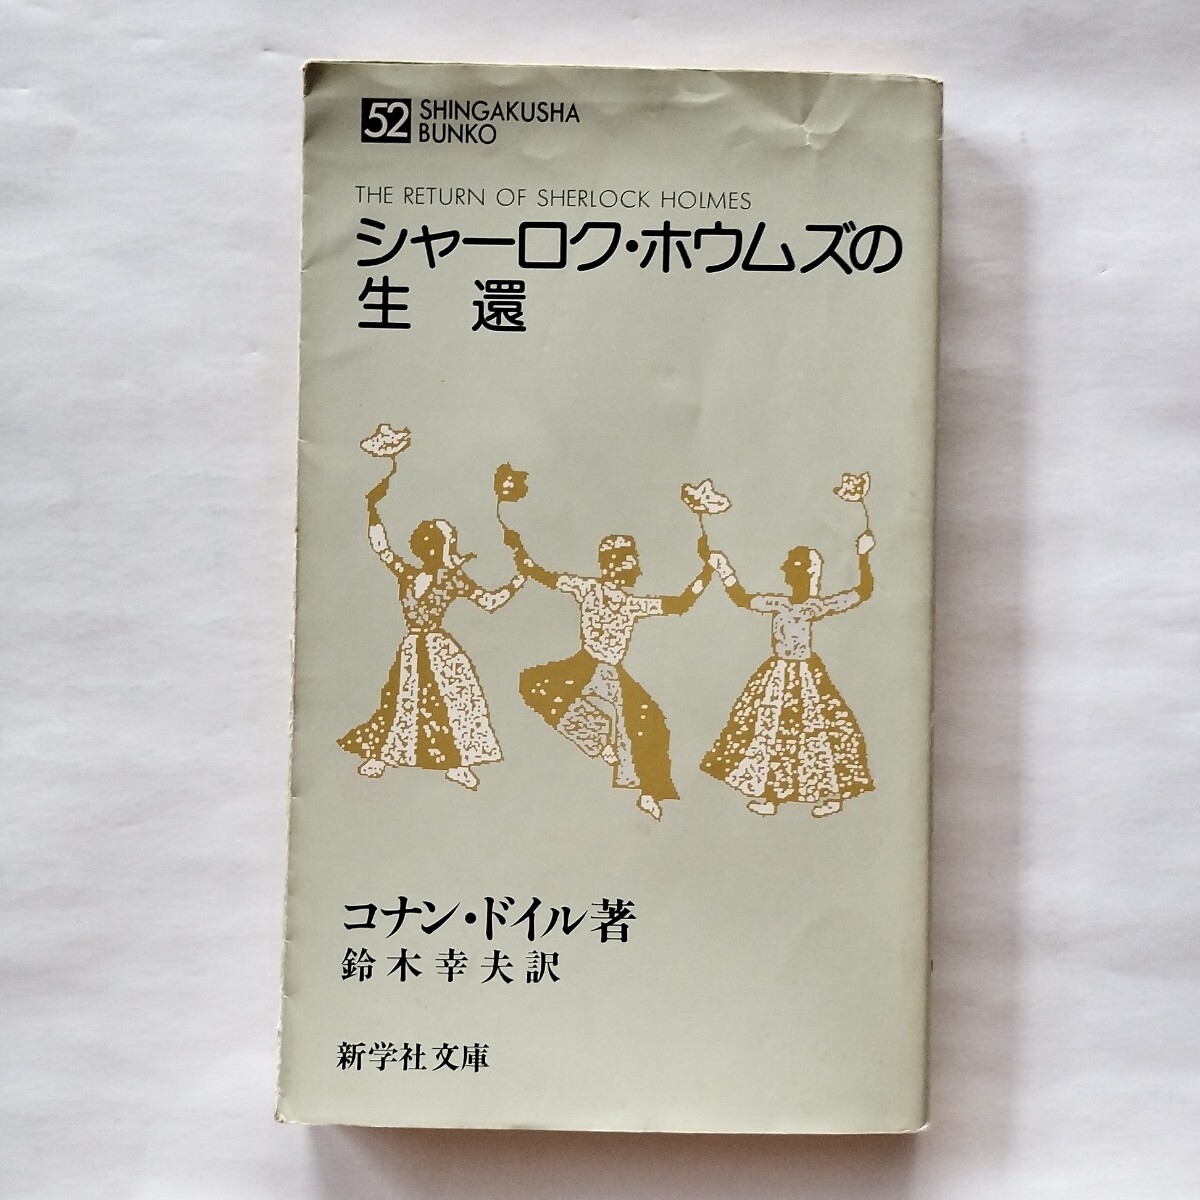 52 SHINGAKUSHA
BUNKO
THE RETURN OF SHERLOCK HOLMES
シャーロク・ホウムズの
生還
コナン・ドイル著
鈴木幸夫訳
新学社文庫